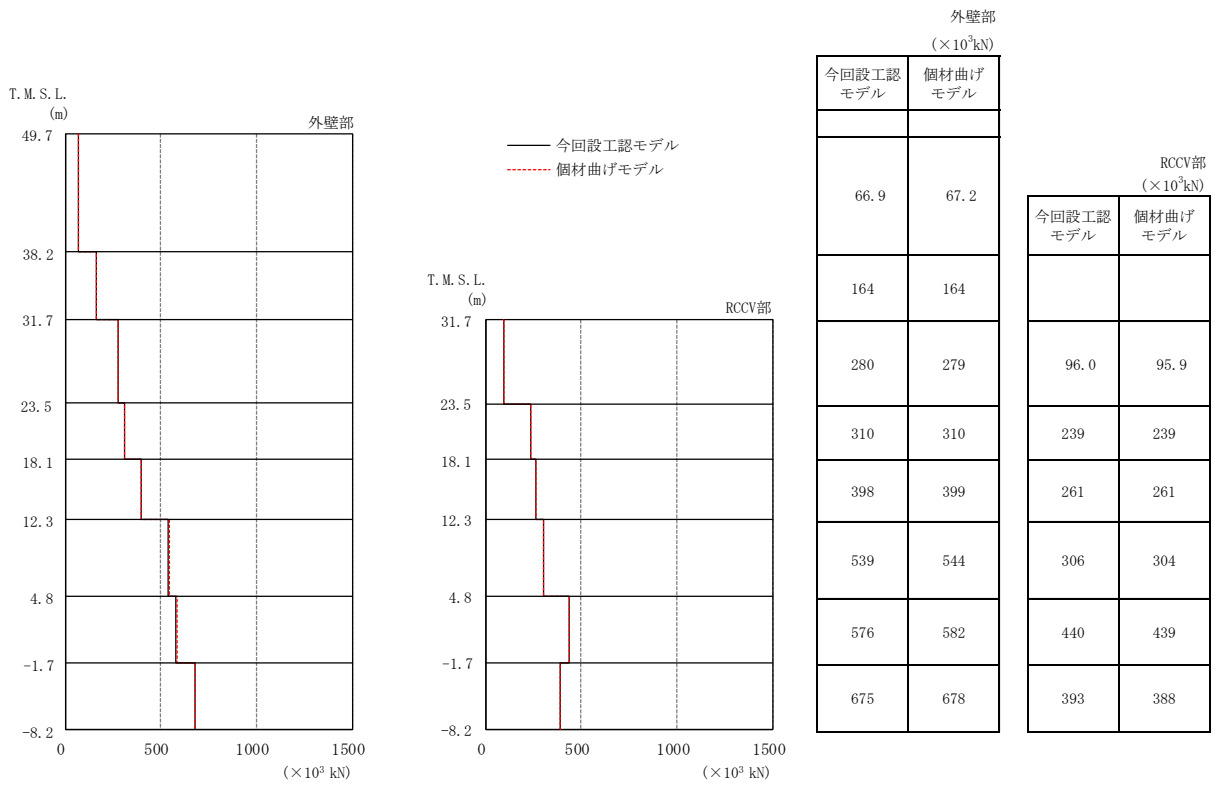 T.M.S.L.
(m)
外壁部
49.7
38.2
31.7
23.5
18.1
12.3
4.8
-1.7
-8.2
0 500 1000 1500
(×10³ kN)
今回設工認モデル
個材曲げモデル
T.M.S.L.
(m)
RCCV部
31.7
23.5
18.1
12.3
4.8
-1.7
-8.2
0 500 1000 1500
(×10³ kN)
外壁部
(×10³kN)
今回設工認
モデル
個材曲げ
モデル
66.9 67.2
164 164
280 279
310 310
398 399
539 544
576 582
675 678
RCCV部
(×10³kN)
今回設工認
モデル
個材曲げ
モデル
96.0 95.9
239 239
261 261
306 304
440 439
393 388